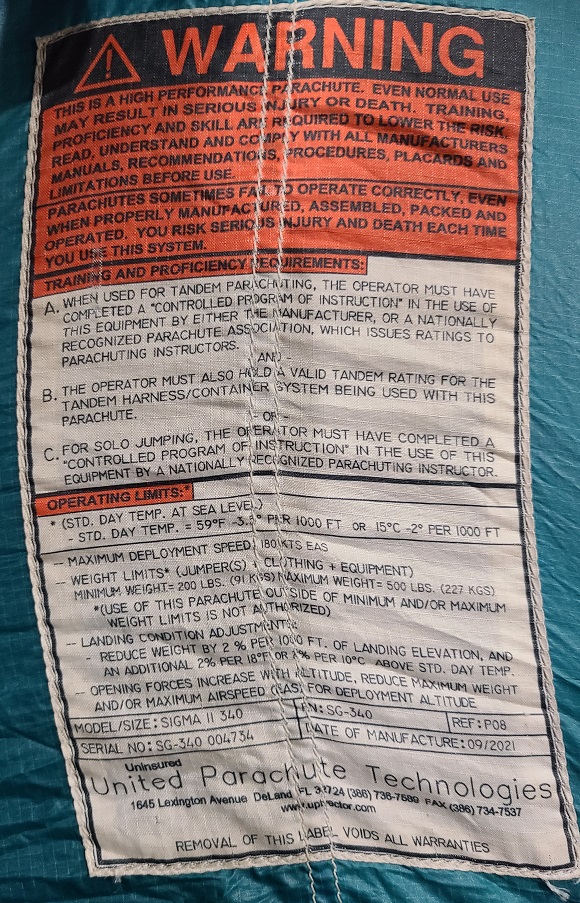 WARNING
THIS IS A HIGH PERFORMANCE PARACHUTE. EVEN NORMAL USE
MAY RESULT IN SERIOUS INJURY OR DEATH. TRAINING,
PROFICIENCY AND SKILL ARE REQUIRED TO LOWER THE RISK.
READ, UNDERSTAND AND COMPLY WITH ALL MANUFACTURERS
MANUALS, RECOMMENDATIONS, PROCEDURES, PLACARDS AND
LIMITATIONS BEFORE USE.
PARACHUTES SOMETIMES FAIL TO OPERATE CORRECTLY, EVEN
WHEN PROPERLY MANUFACTURED, ASSEMBLED, PACKED AND
OPERATED. YOU RISK SERIOUS INJURY AND DEATH EACH TIME
YOU USE THIS SYSTEM.
TRAINING AND PROFICIENCY REQUIREMENTS:
A. WHEN USED FOR TANDEM PARACHUTING, THE OPERATOR MUST HAVE
COMPLETED A "CONTROLLED PROGRAM OF INSTRUCTION" IN THE USE OF
THIS EQUIPMENT BY EITHER THE MANUFACTURER, OR A NATIONALLY
RECOGNIZED PARACHUTE ASSOCIATION, WHICH ISSUES RATINGS TO
PARACHUTING INSTRUCTORS.
- AND -
B. THE OPERATOR MUST ALSO HOLD A VALID TANDEM RATING FOR THE
TANDEM HARNESS/CONTAINER SYSTEM BEING USED WITH THIS
PARACHUTE.
- OR -
C. FOR SOLO JUMPING, THE OPERATOR MUST HAVE COMPLETED A
"CONTROLLED PROGRAM OF INSTRUCTION" IN THE USE OF THIS
EQUIPMENT BY A NATIONALLY RECOGNIZED PARACHUTING INSTRUCTOR.
OPERATING LIMITS:*
* (STD. DAY TEMP. AT SEA LEVEL)
- STD. DAY TEMP. = 59°F -3.5° PER 1000 FT OR 15°C -2° PER 1000 FT
-- MAXIMUM DEPLOYMENT SPEED: 180 KTS EAS
-- WEIGHT LIMITS* (JUMPER(S) + CLOTHING + EQUIPMENT)
MINIMUM WEIGHT= 200 LBS. (91 KGS) MAXIMUM WEIGHT= 500 LBS. (227 KGS)
*(USE OF THIS PARACHUTE OUTSIDE OF MINIMUM AND/OR MAXIMUM
WEIGHT LIMITS IS NOT AUTHORIZED)
-- LANDING CONDITION ADJUSTMENTS:
- REDUCE WEIGHT BY 2 % PER 1000 FT. OF LANDING ELEVATION, AND
AN ADDITIONAL 2% PER 18°F OR 2% PER 10°C ABOVE STD. DAY TEMP.
-- OPENING FORCES INCREASE WITH ALTITUDE, REDUCE MAXIMUM WEIGHT
AND/OR MAXIMUM AIRSPEED (EAS) FOR DEPLOYMENT ALTITUDE
MODEL/SIZE: SIGMA II 340 PN: SG-340 REF: P08
SERIAL NO: SG-340 004734 DATE OF MANUFACTURE: 09/2021
Uninsured
United Parachute Technologies
1645 Lexington Avenue DeLand, FL 32724 (386) 736-7589 FAX (386) 734-7537
www.uptvector.com
REMOVAL OF THIS LABEL VOIDS ALL WARRANTIES